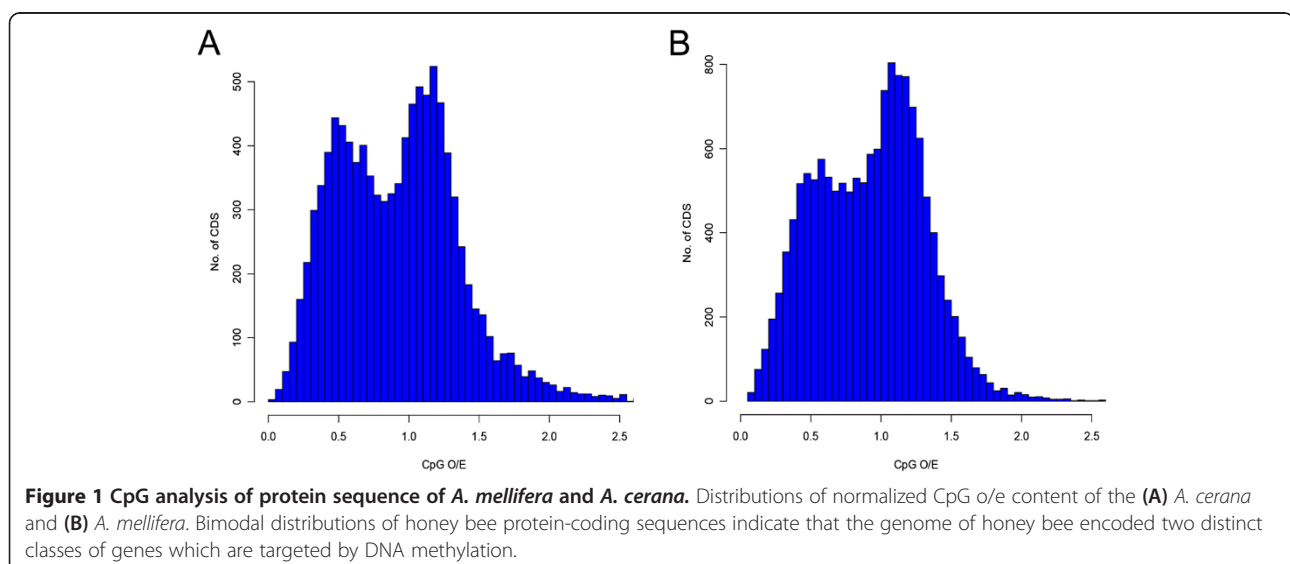 A
B
No. of CDS
0 100 200 300 400 500
0.0 0.5 1.0 1.5 2.0 2.5
CpG O/E
No. of CDS
0 200 400 600 800
0.0 0.5 1.0 1.5 2.0 2.5
CpG O/E
Figure 1 CpG analysis of protein sequence of A. mellifera and A. cerana. Distributions of normalized CpG o/e content of the (A) A. cerana
and (B) A. mellifera. Bimodal distributions of honey bee protein-coding sequences indicate that the genome of honey bee encoded two distinct
classes of genes which are targeted by DNA methylation.